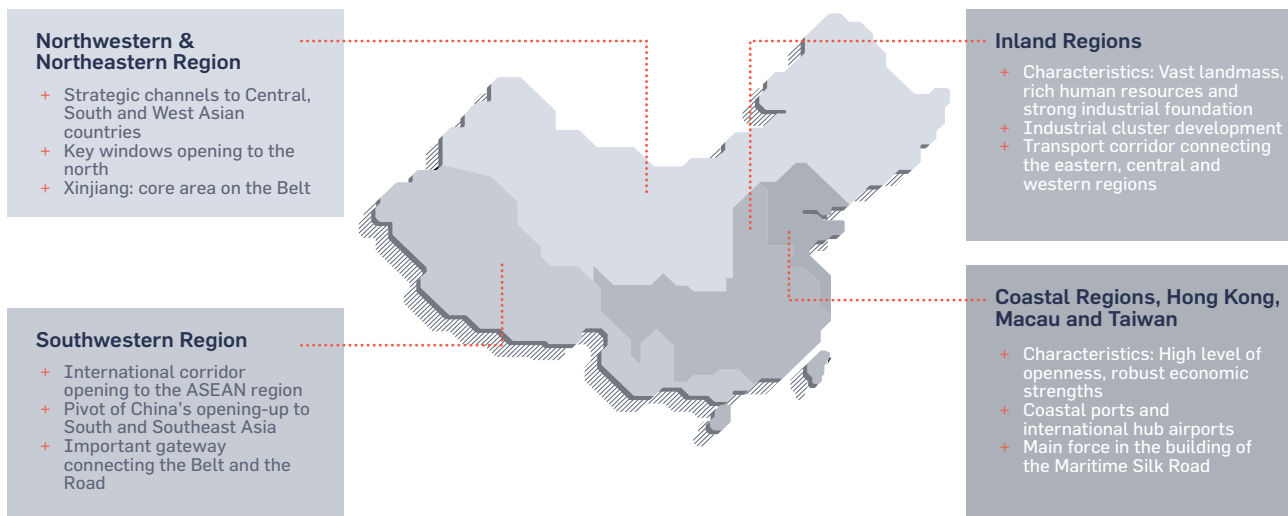 Northwestern &
Northeastern Region
+ Strategic channels to Central,
South and West Asian
countries
+ Key windows opening to the
north
+ Xinjiang: core area on the Belt
Southwestern Region
+ International corridor
opening to the ASEAN region
+ Pivot of China's opening-up to
South and Southeast Asia
+ Important gateway
connecting the Belt and the
Road
Inland Regions
+ Characteristics: Vast landmass,
rich human resources and
strong industrial foundation
+ Industrial cluster development
+ Transport corridor connecting
the eastern, central and
western regions
Coastal Regions, Hong Kong,
Macau and Taiwan
+ Characteristics: High level of
openness, robust economic
strengths
+ Coastal ports and
international hub airports
+ Main force in the building of
the Maritime Silk Road